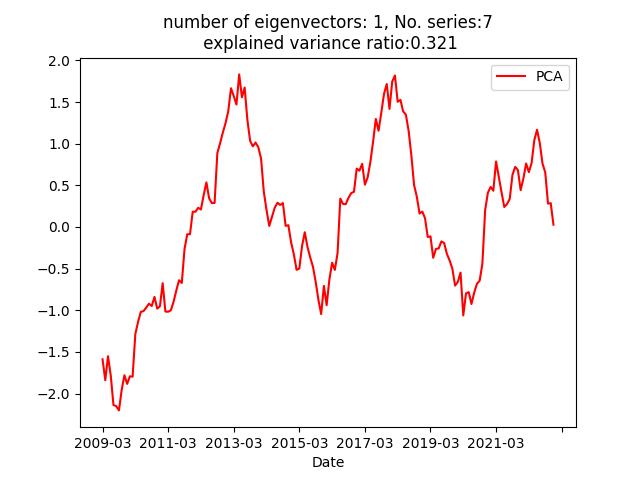 number of eigenvectors: 1, No. series:7
explained variance ratio:0.321
PCA
2.0
1.5
1.0
0.5
0.0
−0.5
−1.0
−1.5
−2.0
2009-03 2011-03 2013-03 2015-03 2017-03 2019-03 2021-03
Date